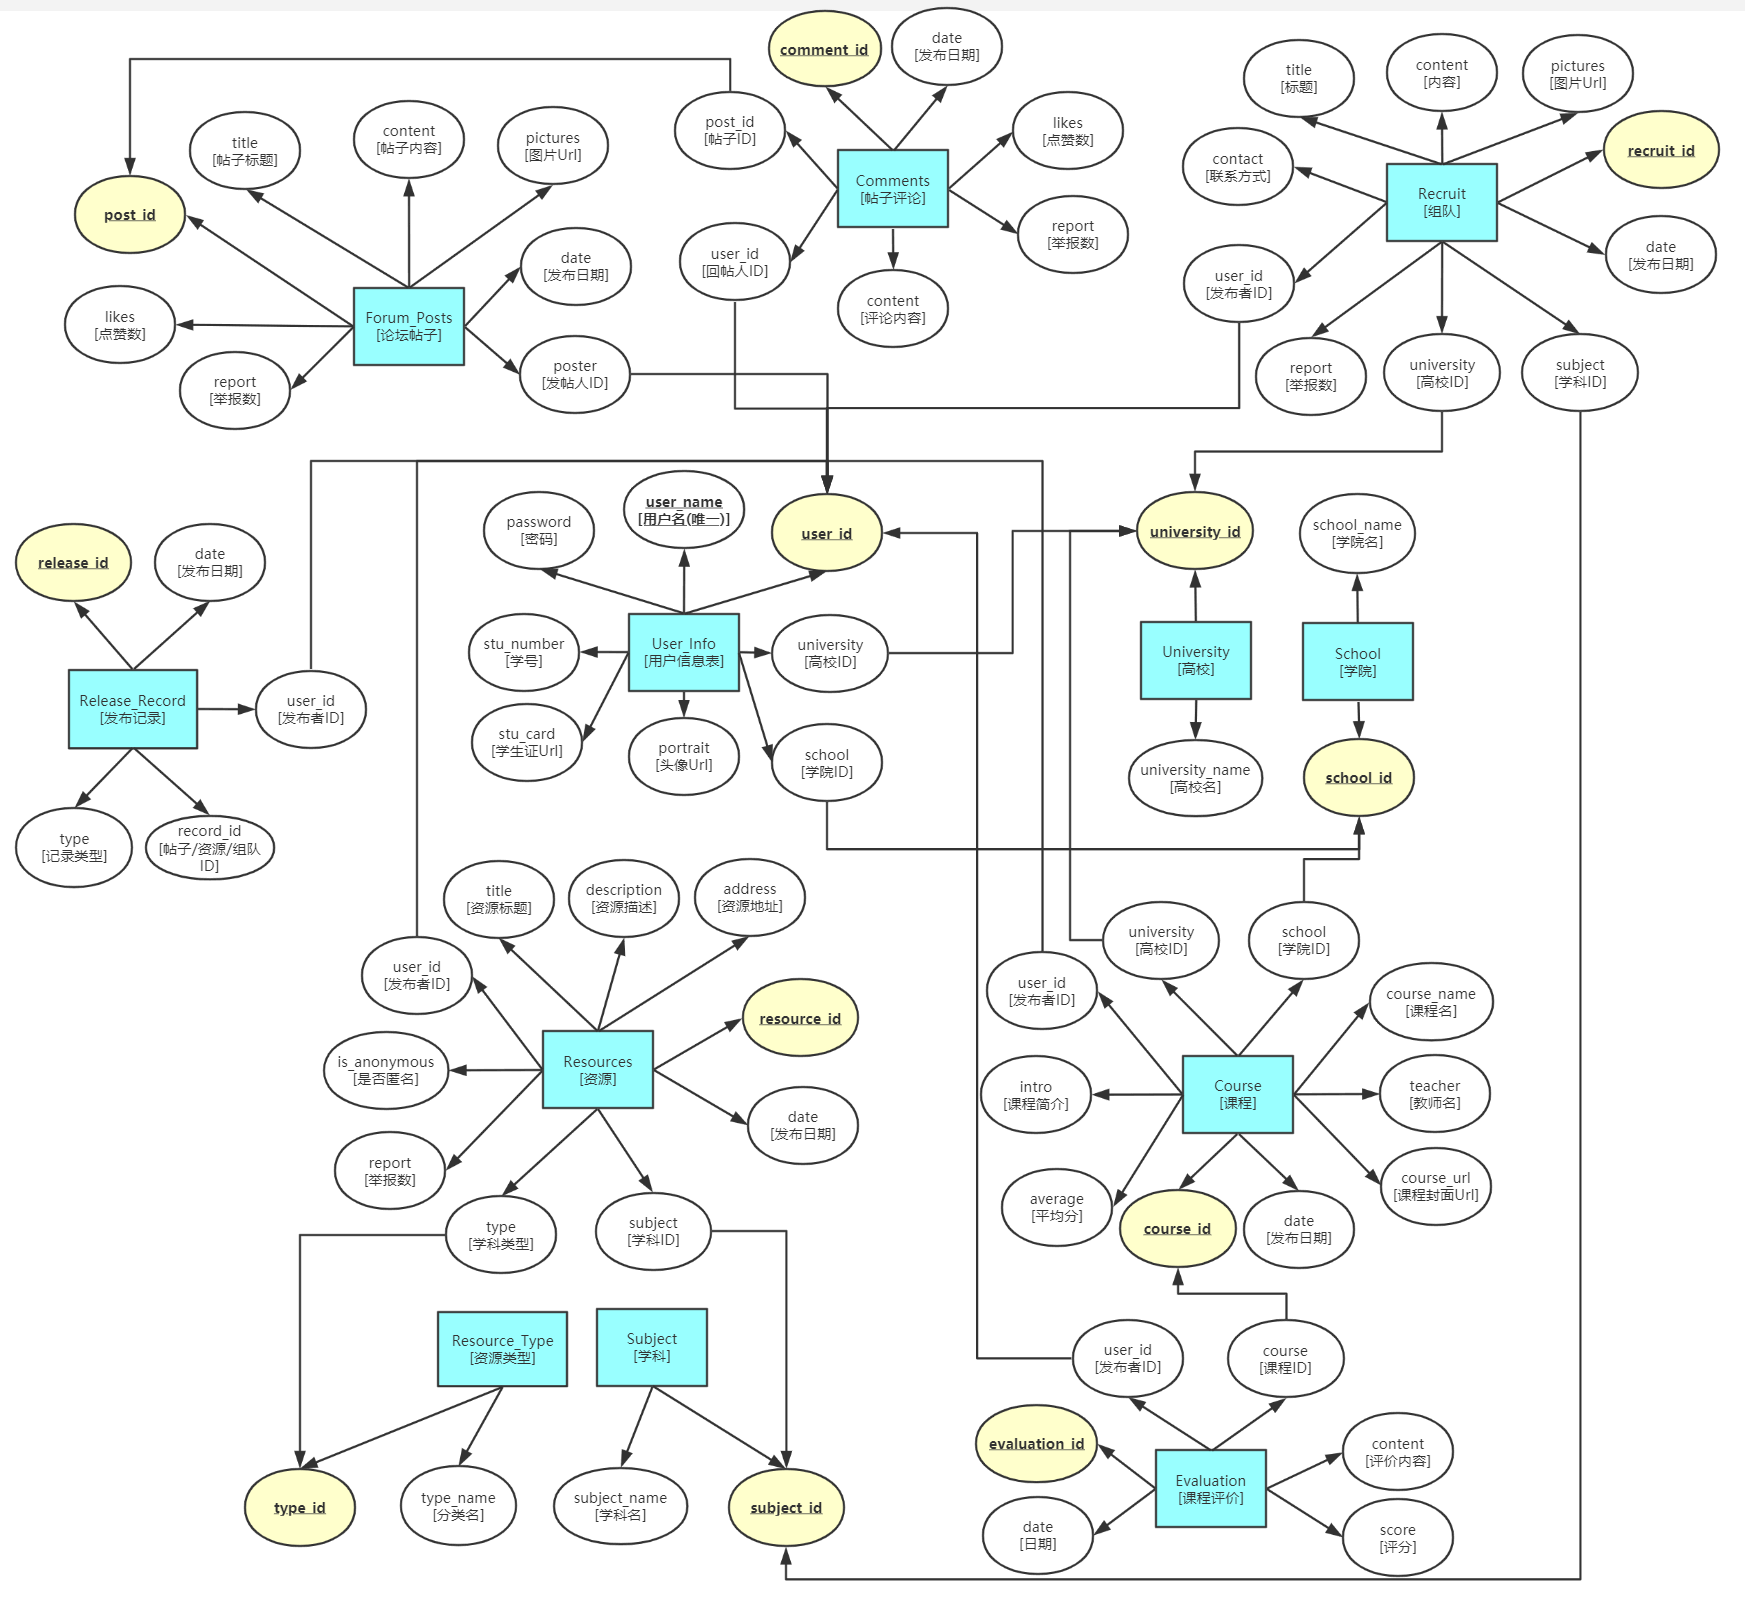 comment_id
date
[发布日期]
post_id
[帖子ID]
likes
[点赞数]
Comments
[帖子评论]
user_id
[回帖人ID]
report
[举报数]
content
[评论内容]
title
[标题]
content
[内容]
pictures
[图片Url]
contact
[联系方式]
recruit_id
Recruit
[组队]
user_id
[发布者ID]
date
[发布日期]
report
[举报数]
university
[高校ID]
subject
[学科ID]
title
[帖子标题]
content
[帖子内容]
pictures
[图片Url]
post_id
date
[发布日期]
likes
[点赞数]
Forum_Posts
[论坛帖子]
report
[举报数]
poster
[发帖人ID]
password
[密码]
user_name
[用户名(唯一)]
user_id
university_id
school_name
[学院名]
release_id
date
[发布日期]
stu_number
[学号]
User_Info
[用户信息表]
university
[高校ID]
University
[高校]
School
[学院]
Release_Record
[发布记录]
user_id
[发布者ID]
stu_card
[学生证Url]
portrait
[头像Url]
school
[学院ID]
university_name
[高校名]
school_id
type
[记录类型]
record_id
[帖子/资源/组队
ID]
title
[资源标题]
description
[资源描述]
address
[资源地址]
user_id
[发布者ID]
resource_id
is_anonymous
[是否匿名]
Resources
[资源]
date
[发布日期]
report
[举报数]
type
[学科类型]
subject
[学科ID]
university
[高校ID]
school
[学院ID]
user_id
[发布者ID]
course_name
[课程名]
intro
[课程简介]
Course
[课程]
teacher
[教师名]
average
[平均分]
course_id
date
[发布日期]
course_url
[课程封面Url]
Resource_Type
[资源类型]
Subject
[学科]
type_id
type_name
[分类名]
subject_name
[学科名]
subject_id
user_id
[发布者ID]
course
[课程ID]
evaluation_id
content
[评价内容]
Evaluation
[课程评价]
date
[日期]
score
[评分]